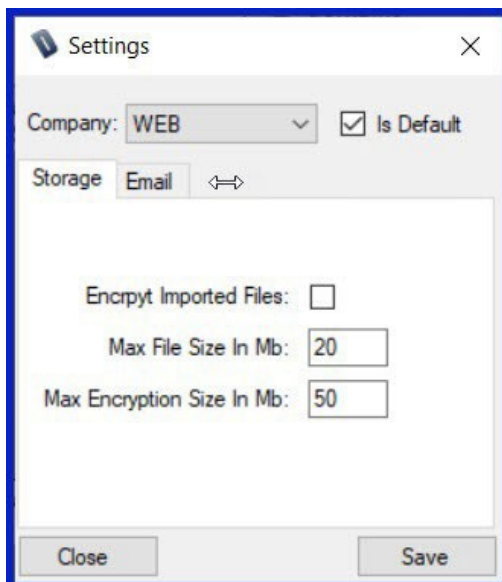 Settings
Company: WEB Is Default
Storage Email
Encrpyt Imported Files:
Max File Size In Mb: 20
Max Encryption Size In Mb: 50
Close Save